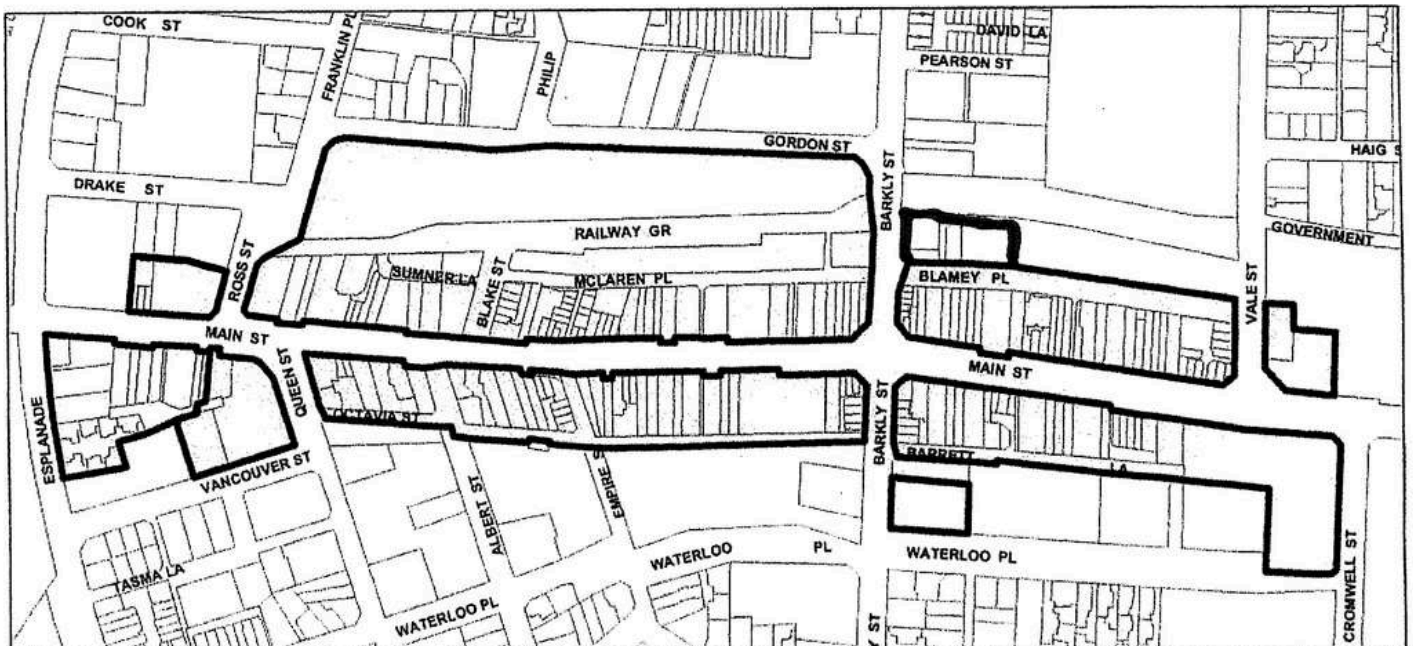 COOK ST
FRANKLIN PL
PHILIP
DAVID LA
PEARSON ST
GORDON ST
BARKLY ST
HAIG
DRAKE ST
ROSS ST
RAILWAY GR
GOVERNMENT
SUMNER LA
BLAKE ST
MCLAREN PL
BLAMEY PL
VALE ST
MAIN ST
QUEEN ST
MAIN ST
ESPLANADE
OCTAVIA ST
BARKLY ST
VANCOUVER ST
BARRETT LA
ALBERT ST
EMPIRE
WATERLOO PL
WATERLOO PL
TASMA LA
WATERLOO PL
CROMWELL ST
Y ST